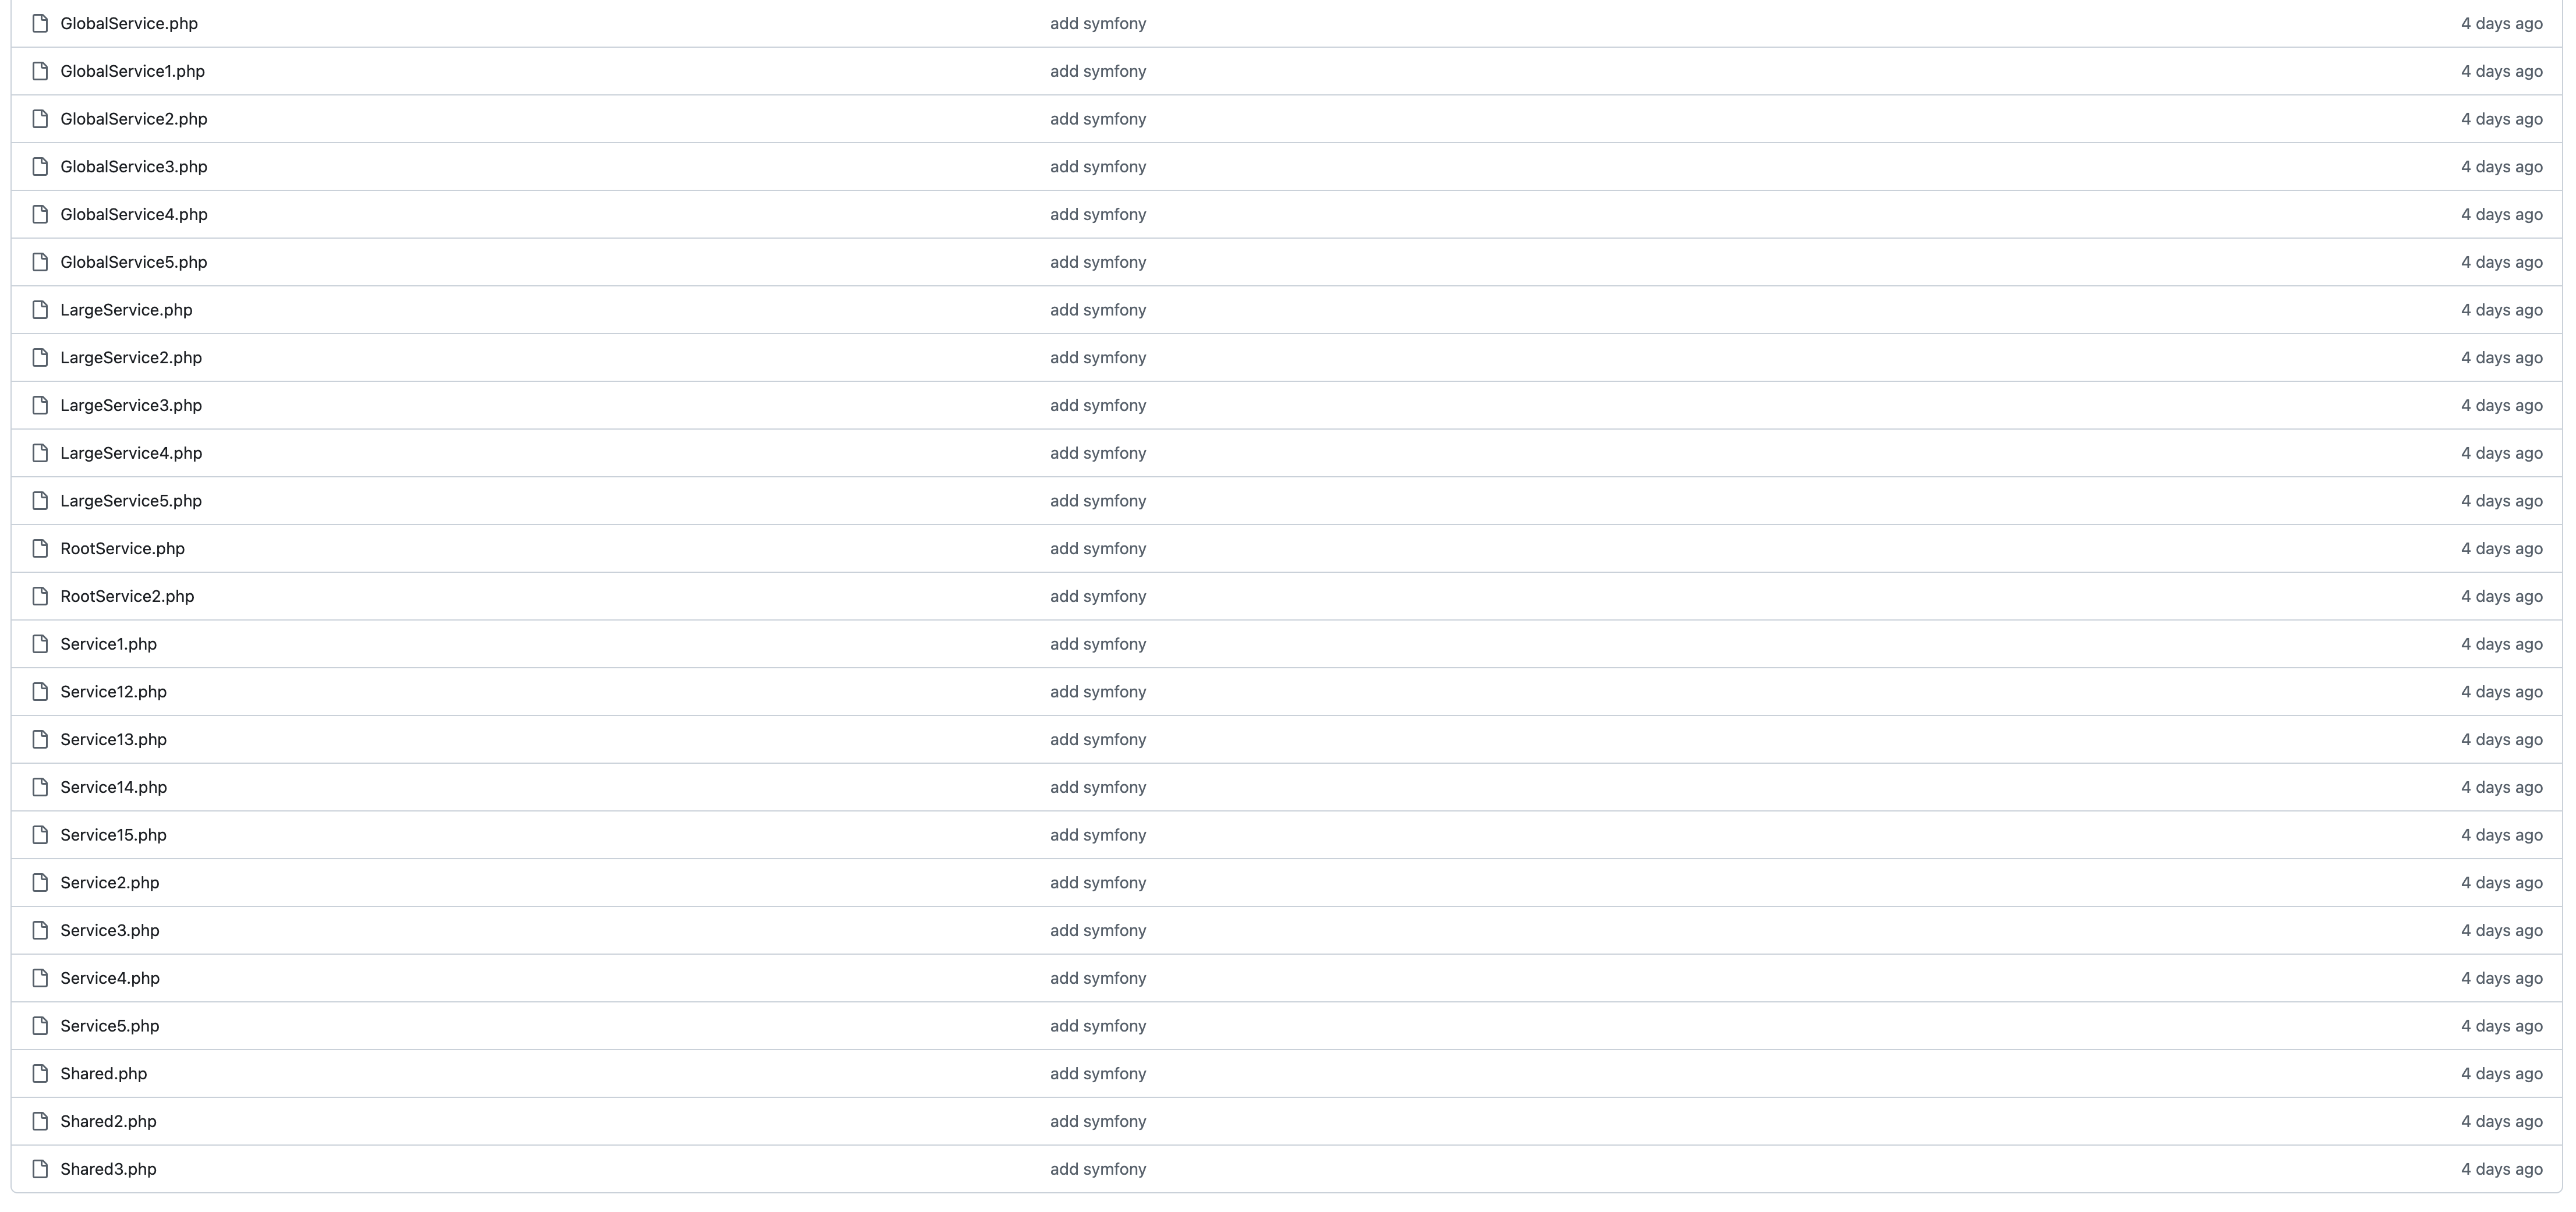 GlobalService.php add symfony 4 days ago
GlobalService1.php add symfony 4 days ago
GlobalService2.php add symfony 4 days ago
GlobalService3.php add symfony 4 days ago
GlobalService4.php add symfony 4 days ago
GlobalService5.php add symfony 4 days ago
LargeService.php add symfony 4 days ago
LargeService2.php add symfony 4 days ago
LargeService3.php add symfony 4 days ago
LargeService4.php add symfony 4 days ago
LargeService5.php add symfony 4 days ago
RootService.php add symfony 4 days ago
RootService2.php add symfony 4 days ago
Service1.php add symfony 4 days ago
Service12.php add symfony 4 days ago
Service13.php add symfony 4 days ago
Service14.php add symfony 4 days ago
Service15.php add symfony 4 days ago
Service2.php add symfony 4 days ago
Service3.php add symfony 4 days ago
Service4.php add symfony 4 days ago
Service5.php add symfony 4 days ago
Shared.php add symfony 4 days ago
Shared2.php add symfony 4 days ago
Shared3.php add symfony 4 days ago